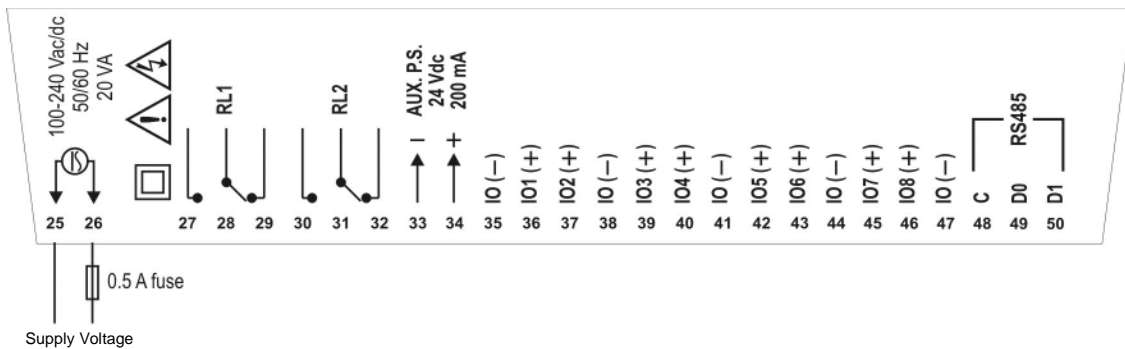 100-240 Vac/dc
50/60 Hz
20 VA
RL1
RL2
AUX. P.S.
24 Vdc
200 mA
−
+
IO (−)
IO1 (+)
IO2 (+)
IO (−)
IO3 (+)
IO4 (+)
IO (−)
IO5 (+)
IO6 (+)
IO (−)
IO7 (+)
IO8 (+)
IO (−)
RS485
C
D0
D1
25 26 27 28 29 30 31 32 33 34 35 36 37 38 39 40 41 42 43 44 45 46 47 48 49 50
0.5 A fuse
Supply Voltage